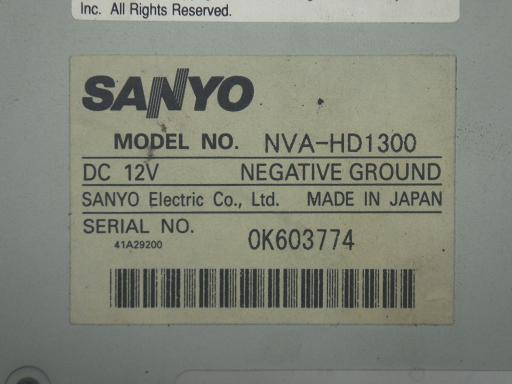 Inc. All Rights Reserved.
SANYO
MODEL NO. NVA-HD1300
DC 12V NEGATIVE GROUND
SANYO Electric Co., Ltd. MADE IN JAPAN
SERIAL NO. 0K603774
41A29200